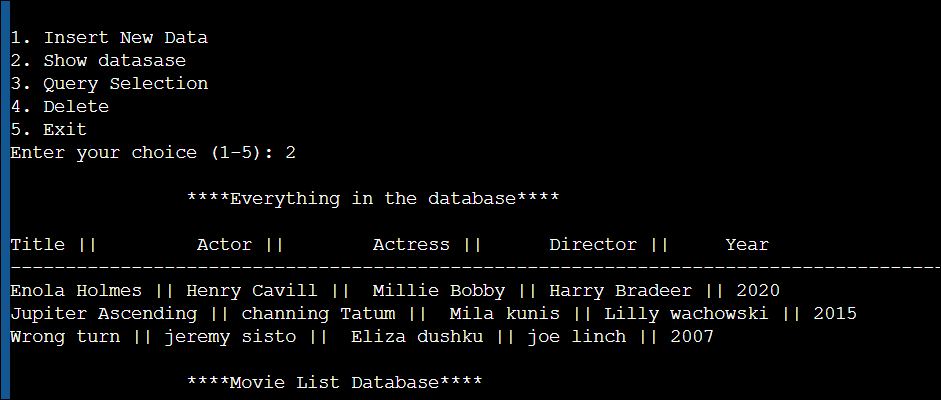 1. Insert New Data
2. Show datasase
3. Query Selection
4. Delete
5. Exit
Enter your choice (1-5): 2
****Everything in the database****
Title || Actor || Actress || Director || Year
-------------------------------------------------------------------------------------
Enola Holmes || Henry Cavill || Millie Bobby || Harry Bradeer || 2020
Jupiter Ascending || channing Tatum || Mila kunis || Lilly wachowski || 2015
Wrong turn || jeremy sisto || Eliza dushku || joe linch || 2007
****Movie List Database****